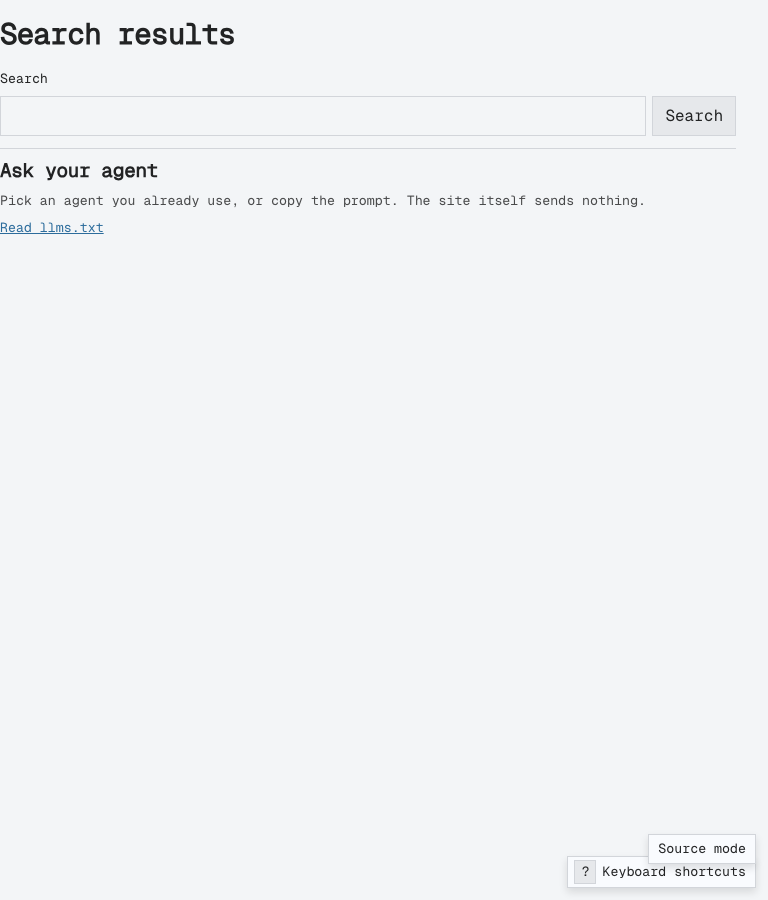 Search results
Search
Search
Ask your agent
Pick an agent you already use, or copy the prompt. The site itself sends nothing.
Read llms.txt
Source mode
? Keyboard shortcuts